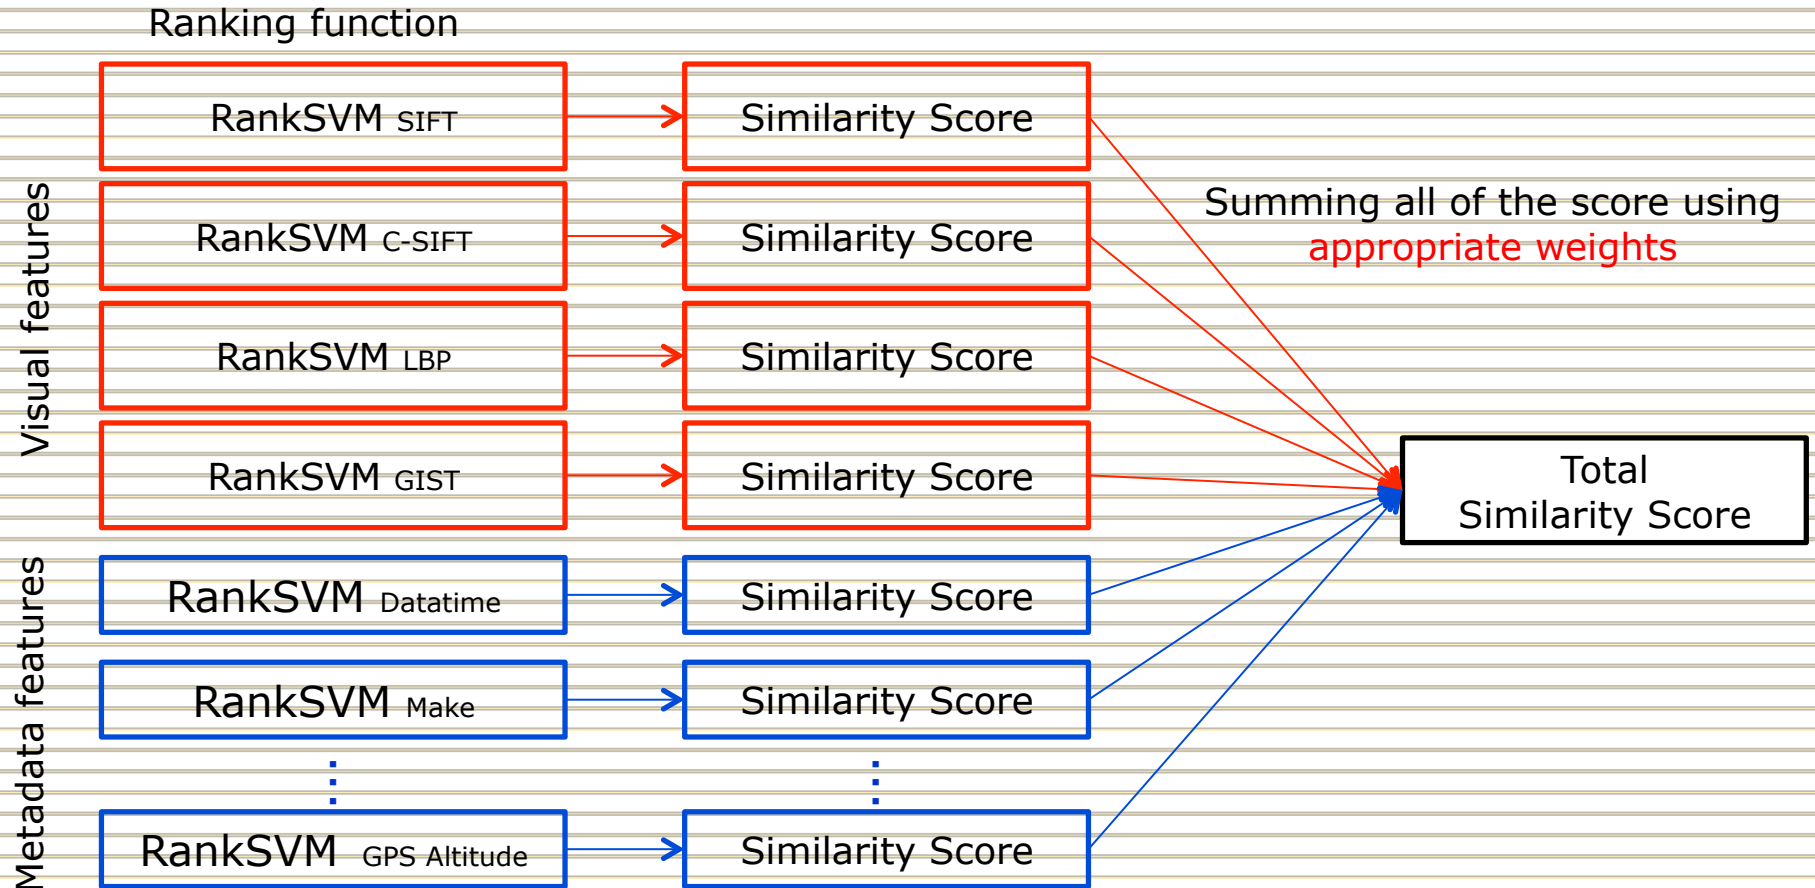 Ranking function
Visual features
RankSVM SIFT
Similarity Score
RankSVM C-SIFT
Similarity Score
Summing all of the score using
appropriate weights
RankSVM LBP
Similarity Score
RankSVM GIST
Similarity Score
Total
Similarity Score
Metadata features
RankSVM Datatime
Similarity Score
RankSVM Make
Similarity Score
RankSVM GPS Altitude
Similarity Score